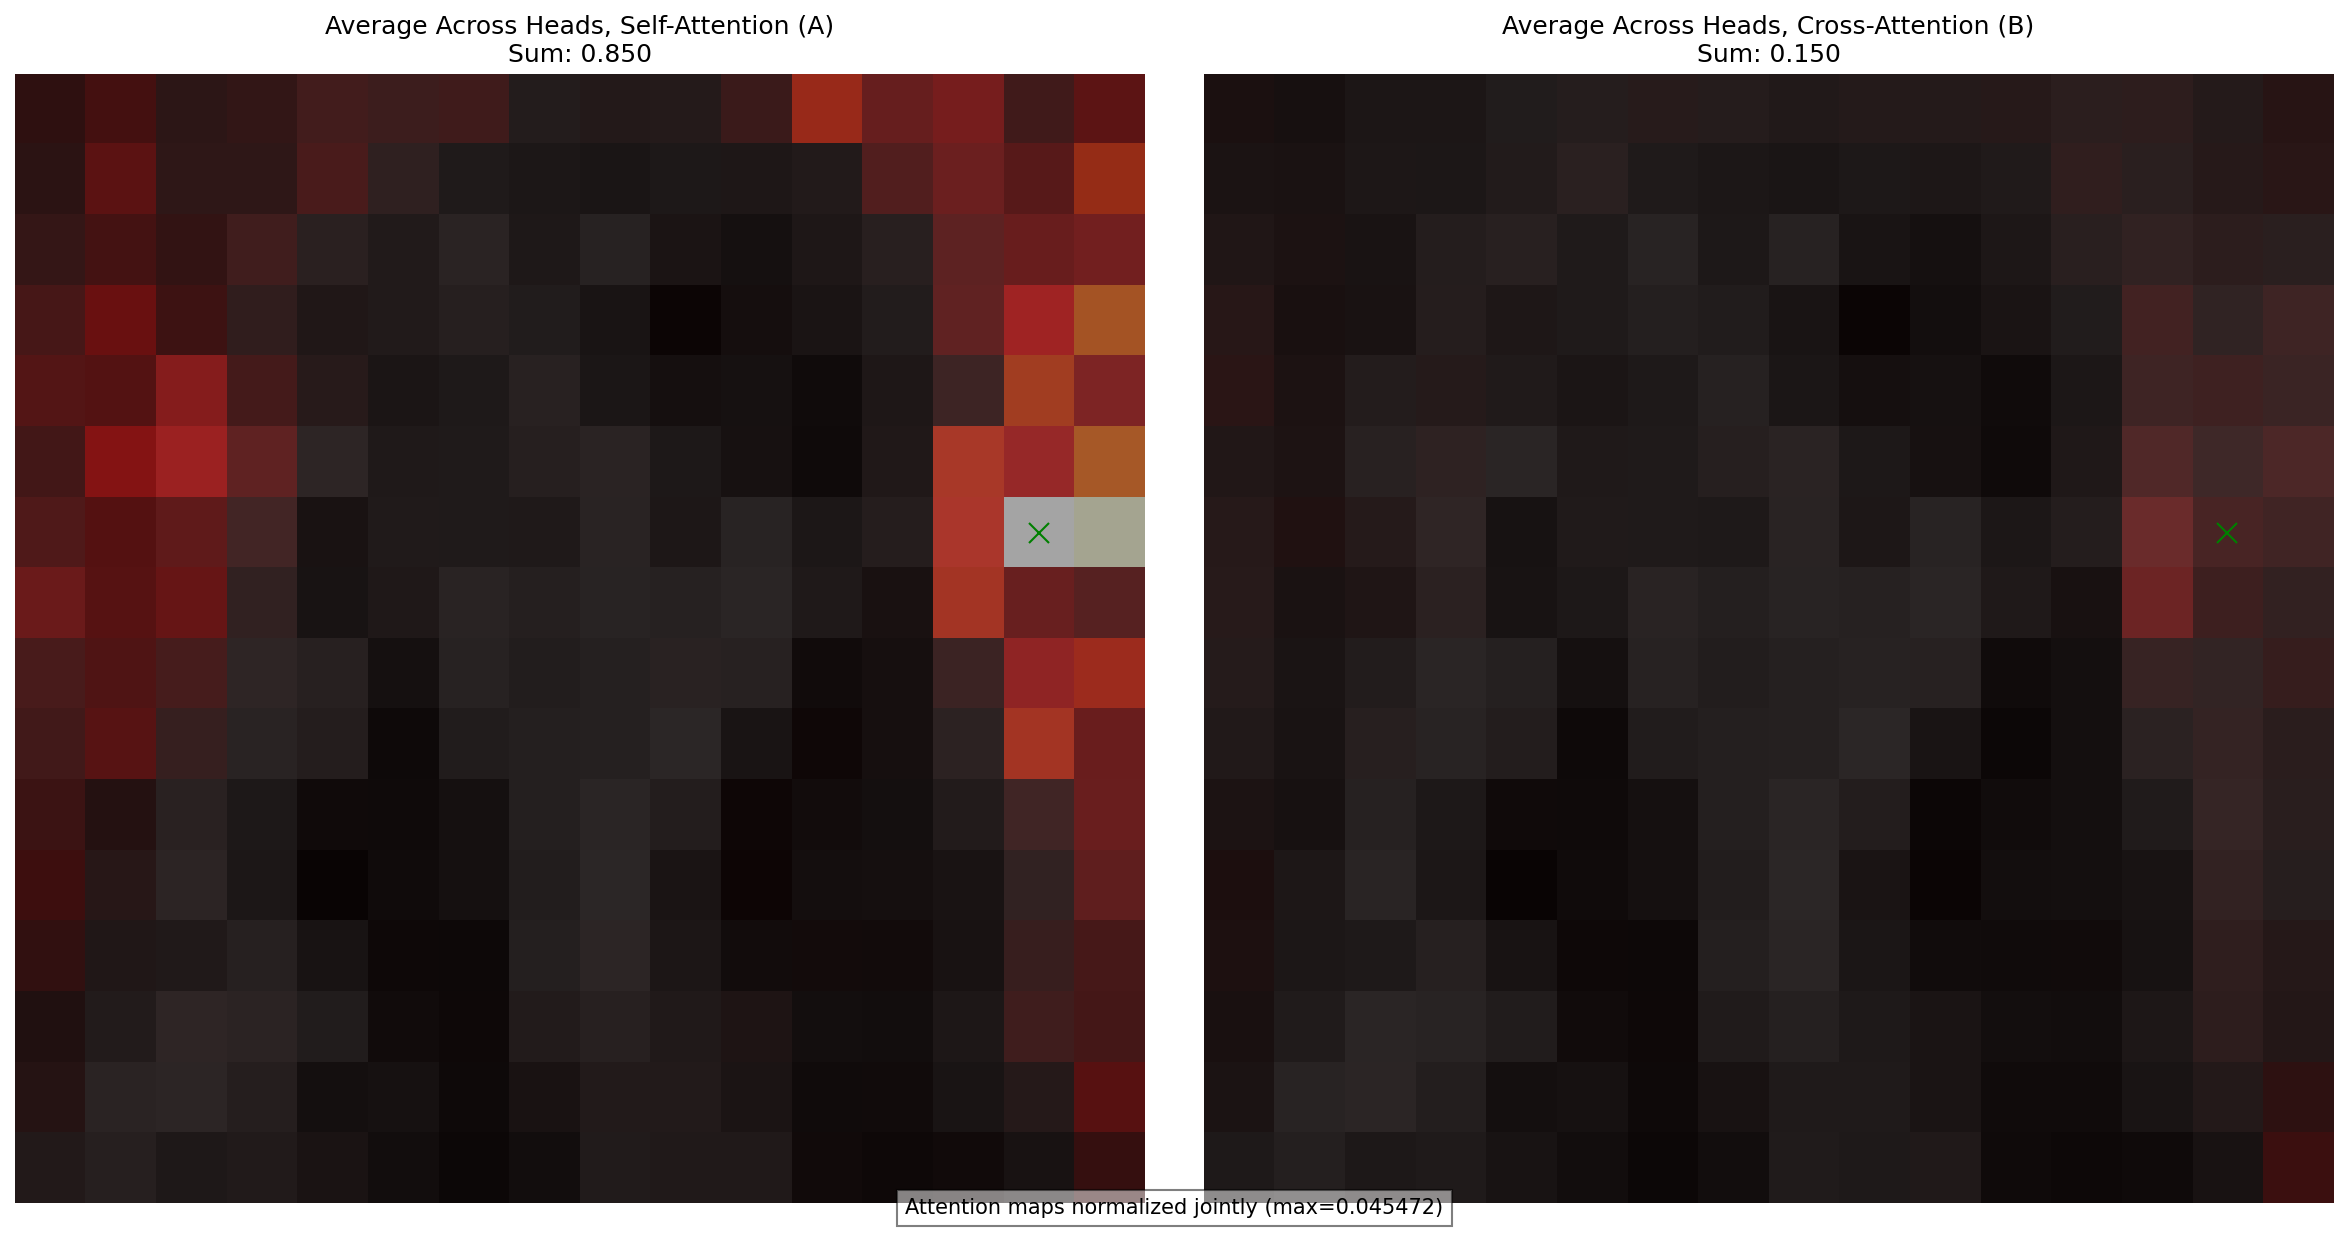 Average Across Heads, Self-Attention (A)
Sum: 0.850
Average Across Heads, Cross-Attention (B)
Sum: 0.150
Attention maps normalized jointly (max=0.045472)